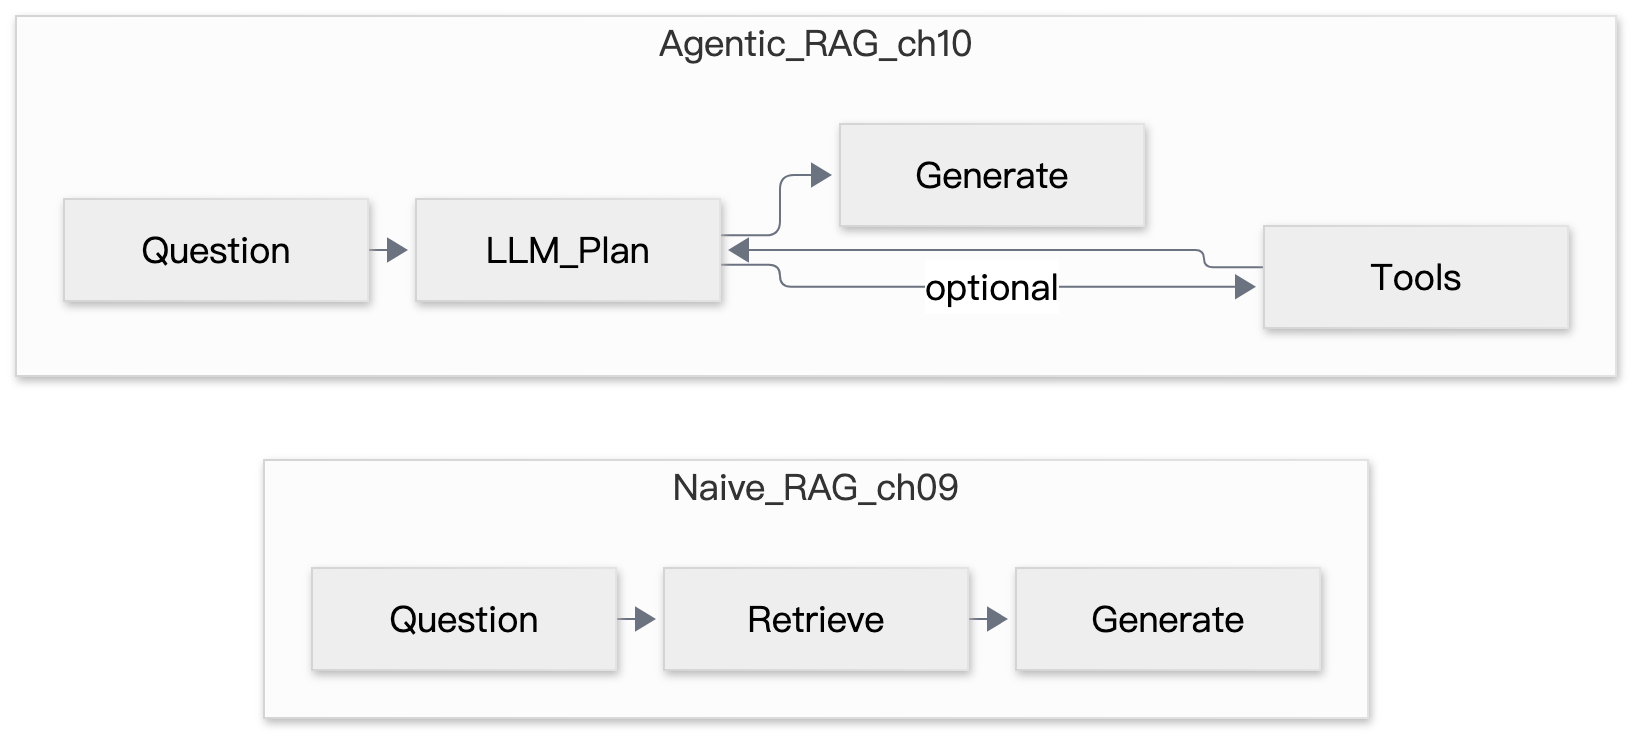 Agentic_RAG_ch10
Generate
Question
LLM_Plan
optional
Tools
Naive_RAG_ch09
Question
Retrieve
Generate